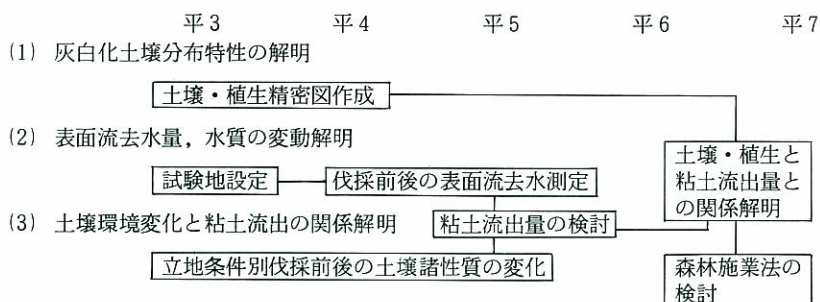 平3 平4 平5 平6 平7
(1) 灰白化土壌分布特性の解明
土壌・植生精密図作成
(2) 表面流去水量，水質の変動解明
試験地設定 伐採前後の表面流去水測定
土壌・植生と
粘土流出量と
の関係解明
(3) 土壌環境変化と粘土流出の関係解明 粘土流出量の検討
立地条件別伐採前後の土壌諸性質の変化
森林施業法の
検討